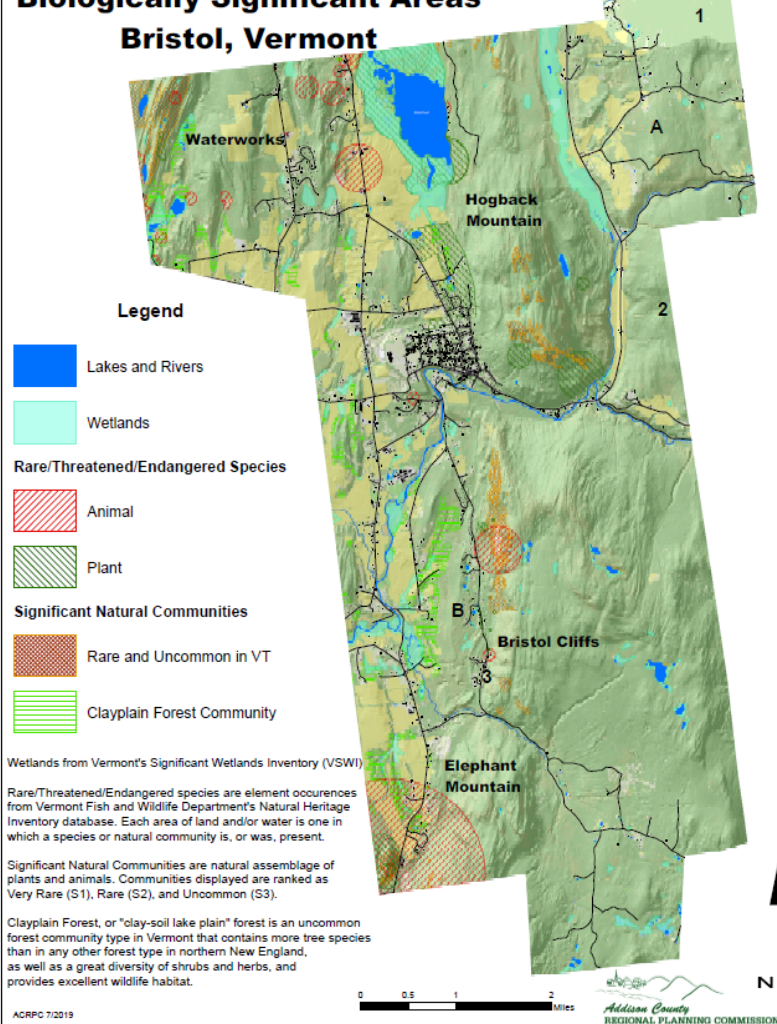 Biologically Significant Areas
Bristol, Vermont
1
A
Waterworks
Hogback
Mountain
2
Legend
Lakes and Rivers
Wetlands
Rare/Threatened/Endangered Species
Animal
Plant
Significant Natural Communities
Rare and Uncommon in VT
Clayplain Forest Community
B
Bristol Cliffs
3
Elephant
Mountain
Wetlands from Vermont's Significant Wetlands Inventory (VSWI)
Rare/Threatened/Endangered species are element occurences
from Vermont Fish and Wildlife Department's Natural Heritage
Inventory database. Each area of land and/or water is one in
which a species or natural community is, or was, present.
Significant Natural Communities are natural assemblage of
plants and animals. Communities displayed are ranked as
Very Rare (S1), Rare (S2), and Uncommon (S3).
Clayplain Forest, or "clay-soil lake plain" forest is an uncommon
forest community type in Vermont that contains more tree species
than in any other forest type in northern New England,
as well as a great diversity of shrubs and herbs, and
provides excellent wildlife habitat.
ACRPC 7/2019
0 0.5 1 2
Miles
N
Addison County
REGIONAL PLANNING COMMISSION